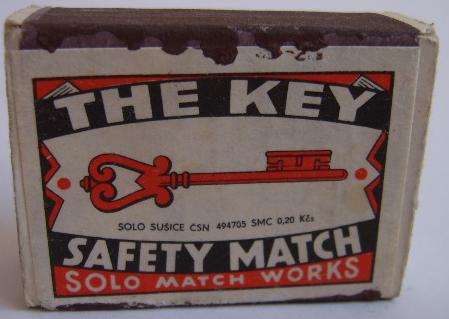 THE KEY
SOLO SUŠICE ČSN 494705 SMC 0,20 Kčs
SAFETY MATCH
SOLO MATCH WORKS